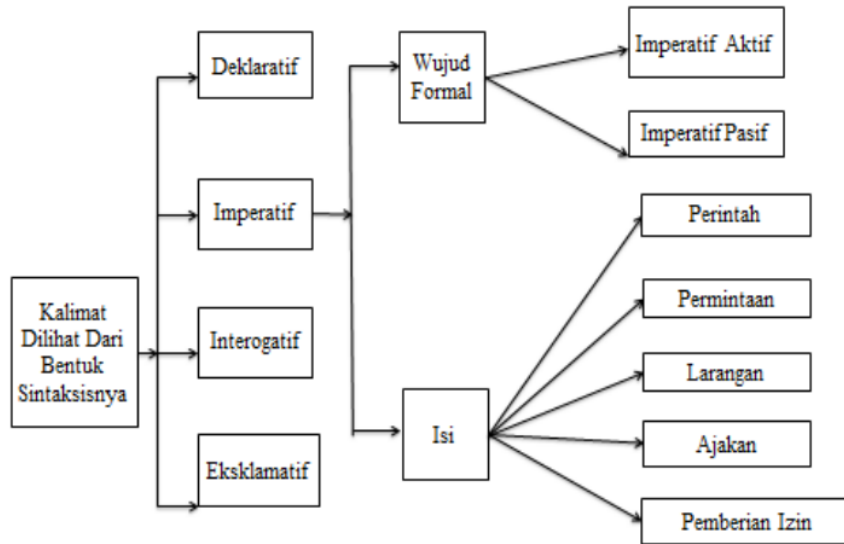 Kalimat
Dilihat Dari
Bentuk
Sintaksisnya
Deklaratif
Imperatif
Interogatif
Eksklamatif
Wujud
Formal
Isi
Imperatif Aktif
Imperatif Pasif
Perintah
Permintaan
Larangan
Ajakan
Pemberian Izin